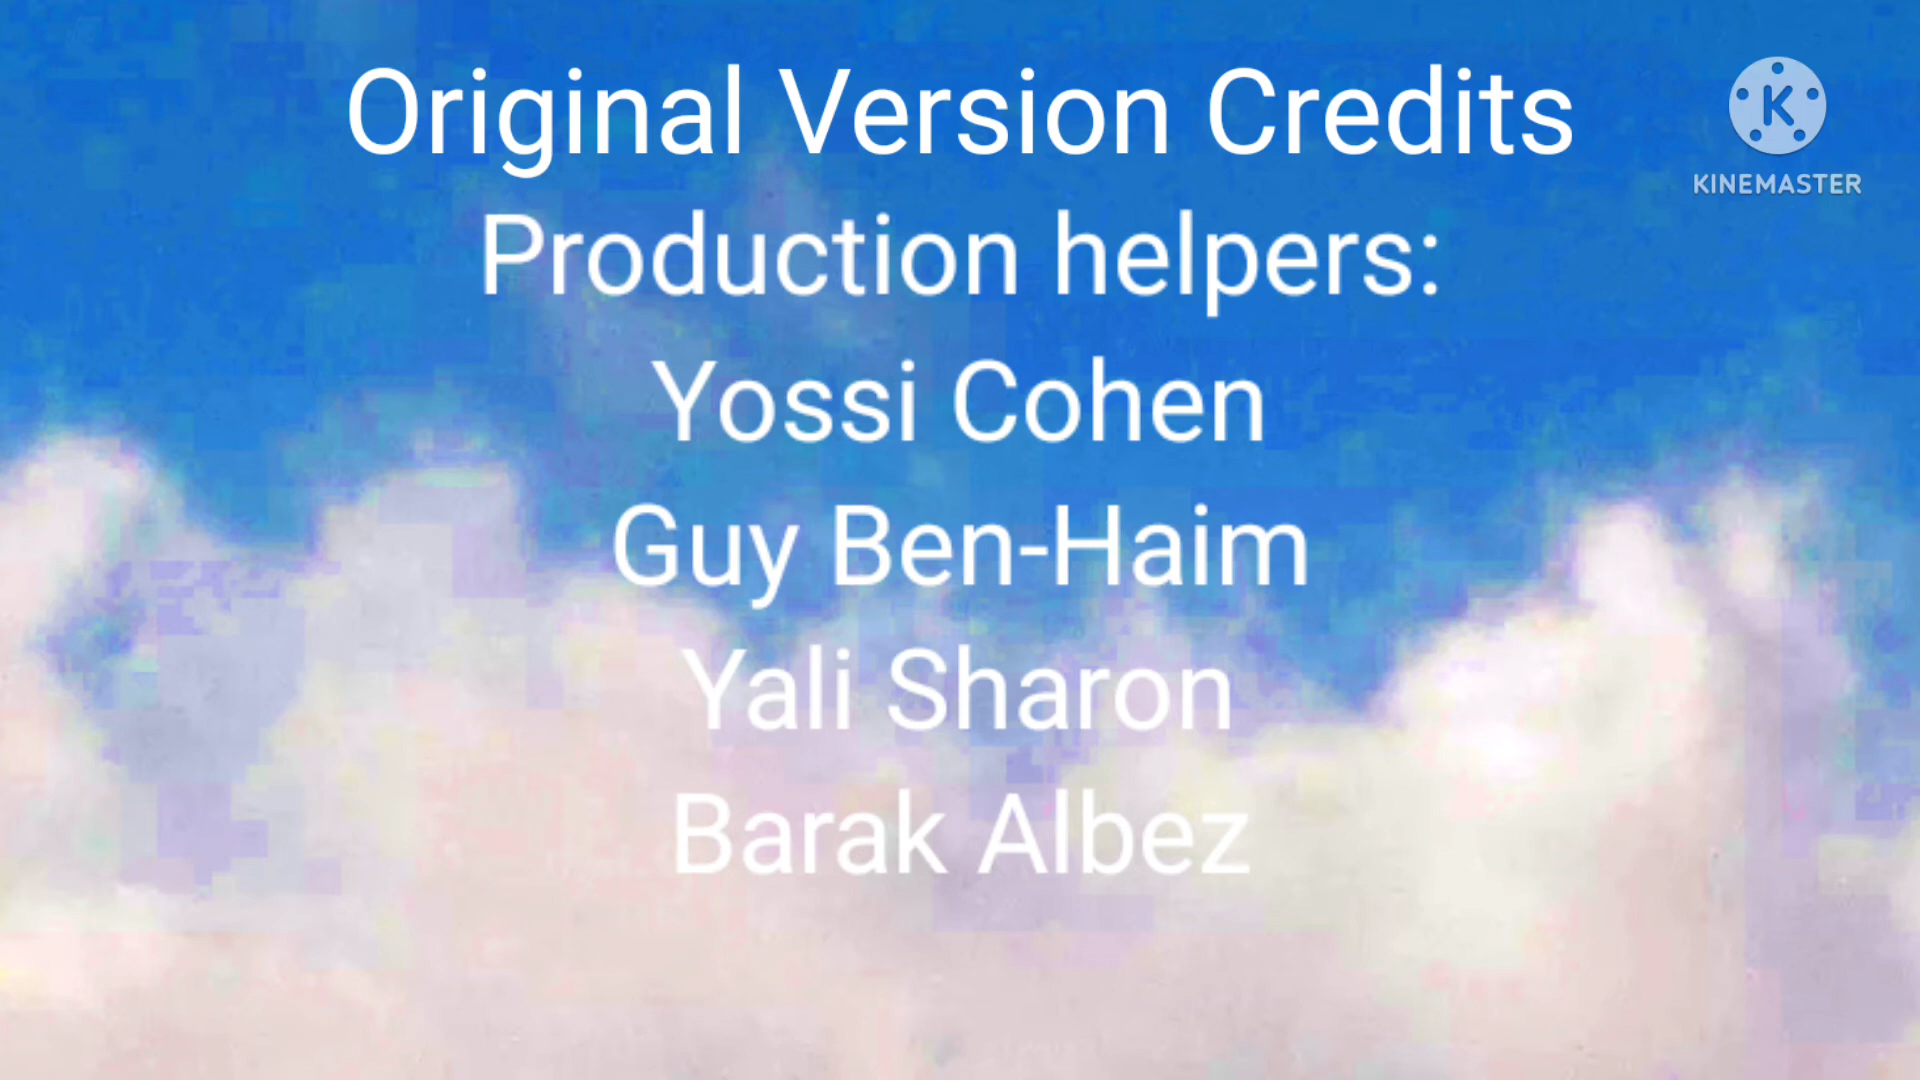 Original Version Credits
K
KINEMASTER
Production helpers:
Yossi Cohen
Guy Ben-Haim
Yali Sharon
Barak Albez